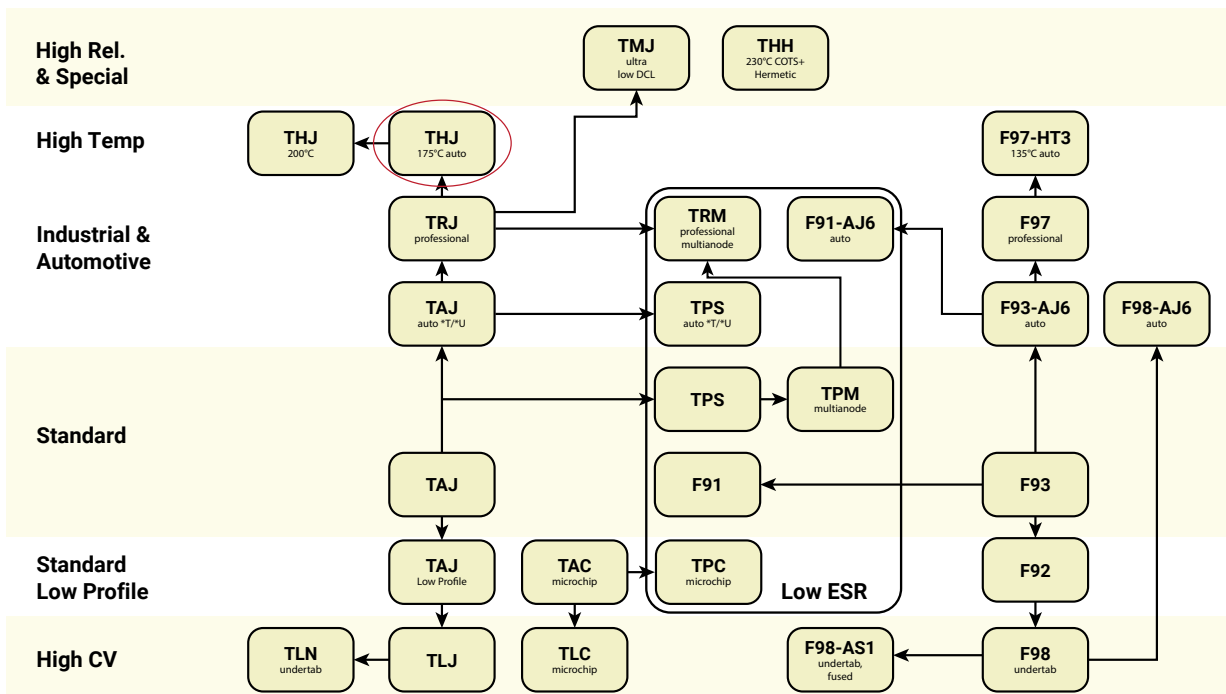 High Rel.
& Special
TMJ
ultra
low DCL
THH
230°C COTS+
Hermetic
High Temp
THJ
200°C
THJ
175°C auto
F97-HT3
135°C auto
Industrial &
Automotive
TRJ
professional
TRM
professional
multianode
F91-AJ6
auto
F97
professional
TAJ
auto *T/*U
TPS
auto *T/*U
F93-AJ6
auto
F98-AJ6
auto
Standard
TPS
TPM
multianode
TAJ
F91
F93
Standard
Low Profile
TAJ
Low Profile
TAC
microchip
TPC
microchip
Low ESR
F92
High CV
TLN
undertab
TLJ
TLC
microchip
F98-AS1
undertab,
fused
F98
undertab